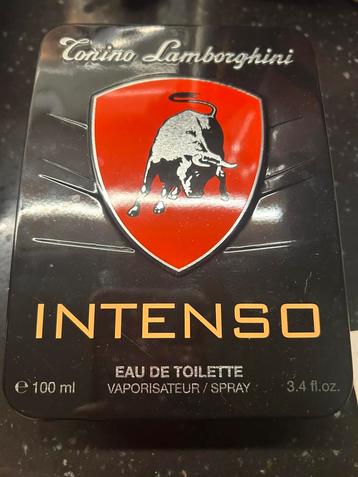 Tonino Lamborghini
INTENSO
EAU DE TOILETTE
℮ 100 ml VAPORISATEUR / SPRAY 3.4 fl.oz.